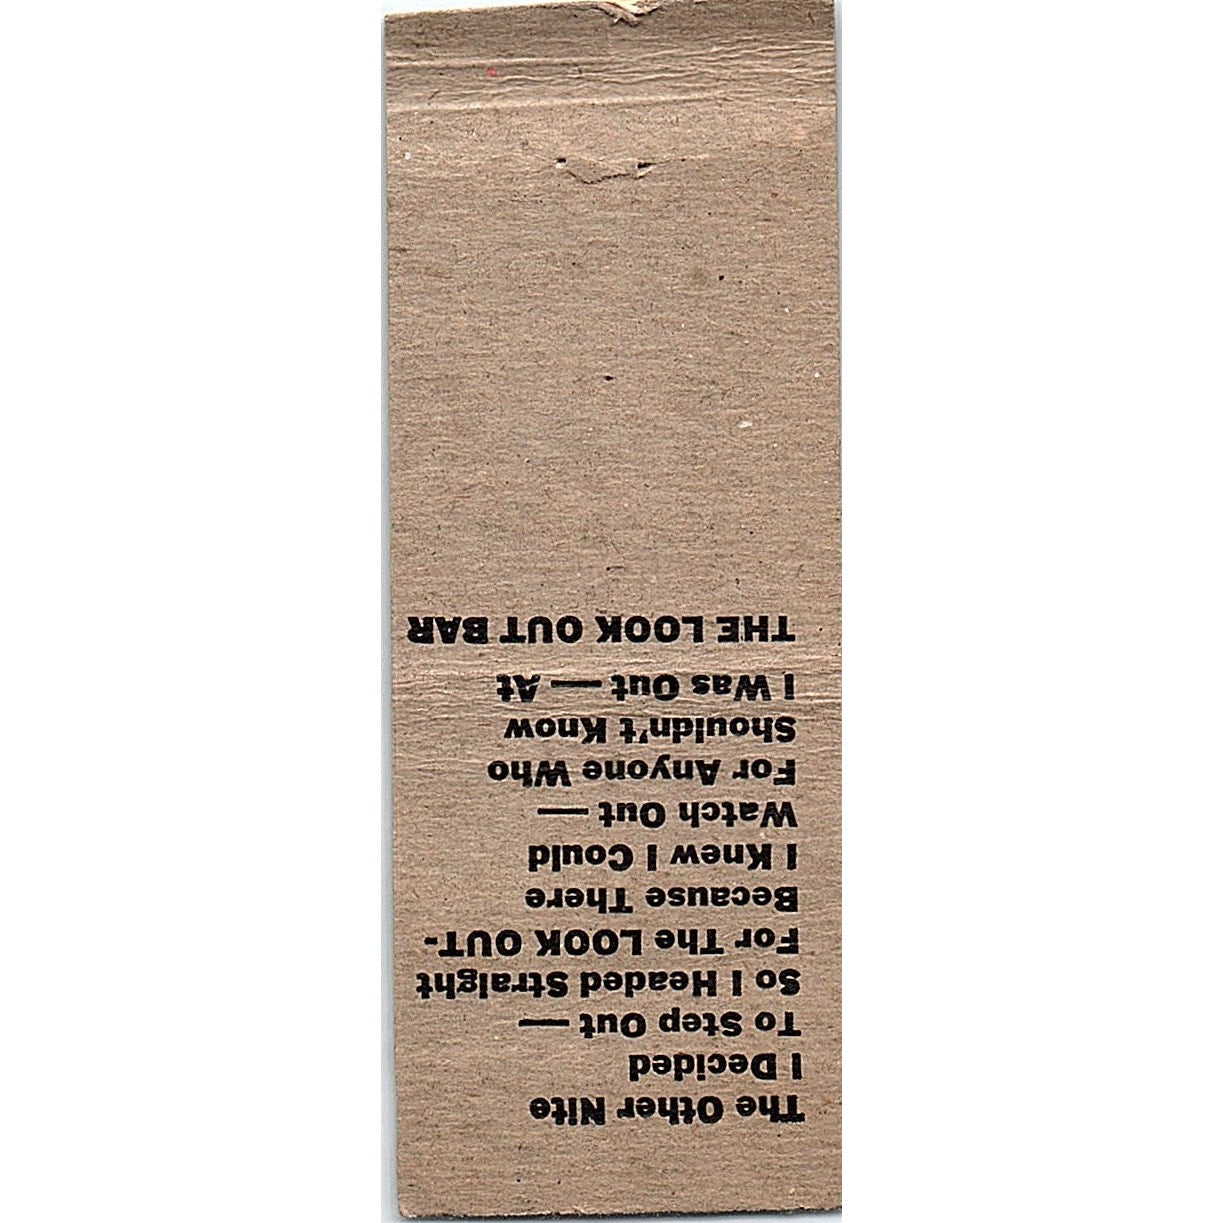 The Other Nite
I Decided
To Step Out —
So I Headed Straight
For The LOOK OUT-
Because There
I Knew I Could
Watch Out —
For Anyone Who
Shouldn't Know
I Was Out — At
THE LOOK OUT BAR